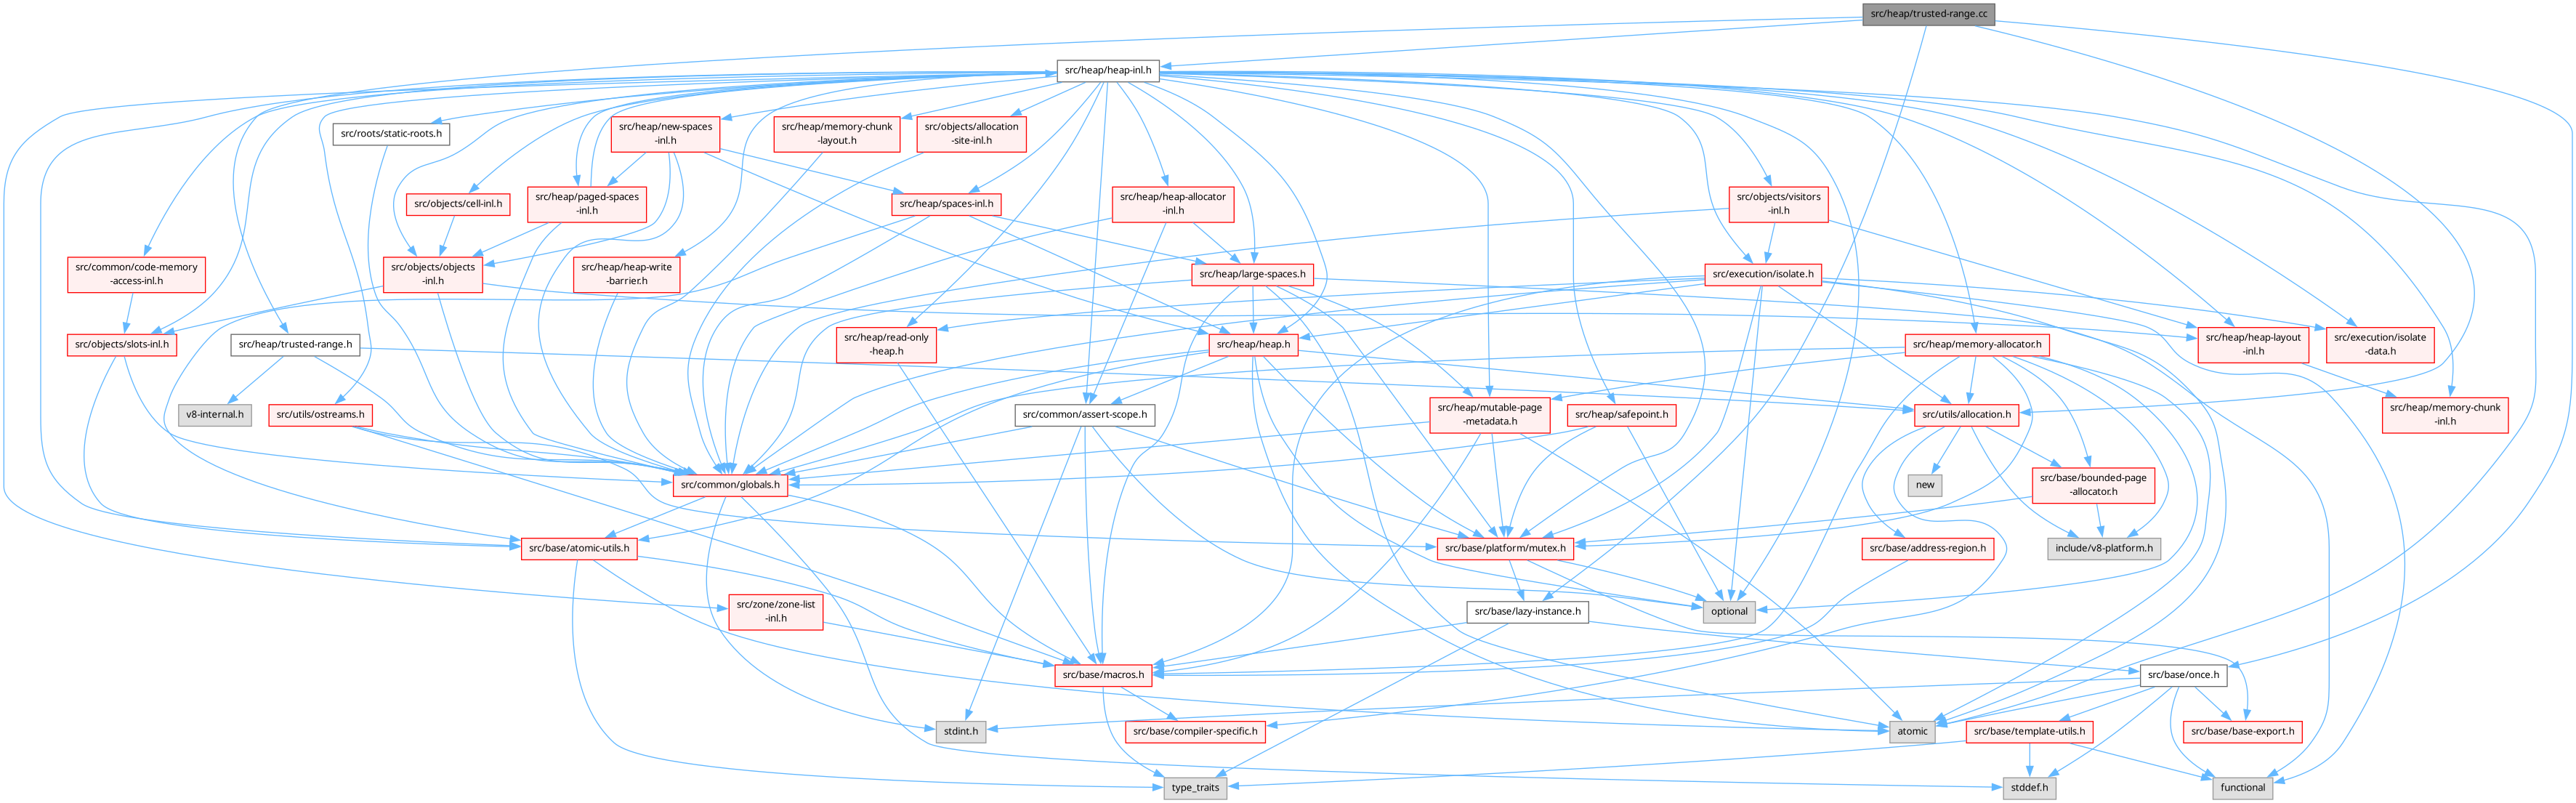 src/heap/trusted-range.cc
src/heap/heap-inl.h
src/roots/static-roots.h
src/heap/new-spaces
-inl.h
src/heap/memory-chunk
-layout.h
src/objects/allocation
-site-inl.h
src/objects/cell-inl.h
src/heap/paged-spaces
-inl.h
src/heap/spaces-inl.h
src/heap/heap-allocator
-inl.h
src/objects/visitors
-inl.h
src/common/code-memory
-access-inl.h
src/objects/objects
-inl.h
src/heap/heap-write
-barrier.h
src/heap/large-spaces.h
src/execution/isolate.h
src/objects/slots-inl.h
src/heap/trusted-range.h
src/heap/read-only
-heap.h
src/heap/heap.h
src/heap/memory-allocator.h
src/heap/heap-layout
-inl.h
src/execution/isolate
-data.h
v8-internal.h
src/utils/ostreams.h
src/common/assert-scope.h
src/heap/mutable-page
-metadata.h
src/heap/safepoint.h
src/utils/allocation.h
src/heap/memory-chunk
-inl.h
src/common/globals.h
new
src/base/bounded-page
-allocator.h
src/base/atomic-utils.h
src/base/platform/mutex.h
src/base/address-region.h
include/v8-platform.h
src/zone/zone-list
-inl.h
src/base/lazy-instance.h
optional
src/base/macros.h
src/base/once.h
stdint.h
src/base/compiler-specific.h
atomic
src/base/template-utils.h
src/base/base-export.h
type_traits
stddef.h
functional